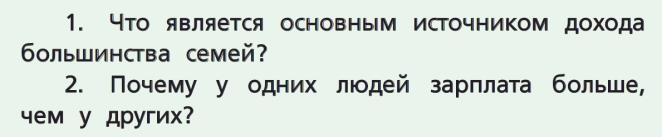 1. Что является основным источником дохода
большинства семей?
2. Почему у одних людей зарплата больше,
чем у других?